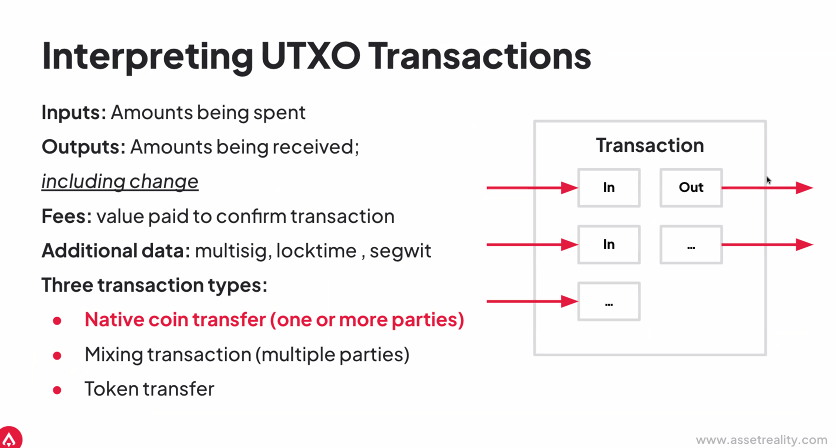 Interpreting UTXO Transactions
Inputs: Amounts being spent
Outputs: Amounts being received;
including change
Fees: value paid to confirm transaction
Additional data: multisig, locktime , segwit
Three transaction types:
• Native coin transfer (one or more parties)
• Mixing transaction (multiple parties)
• Token transfer
Transaction
In Out
In ...
...
www.assetreality.com